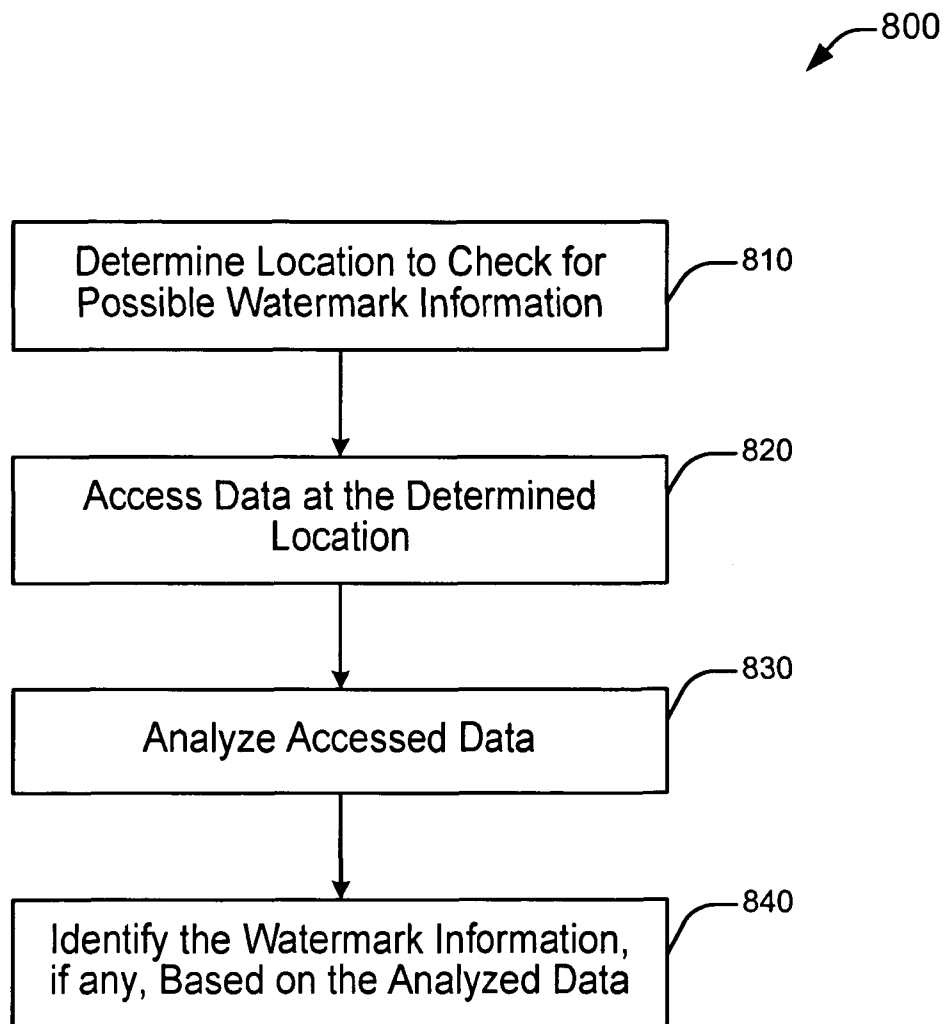 800
Determine Location to Check for
Possible Watermark Information
810
Access Data at the Determined
Location
820
Analyze Accessed Data
830
Identify the Watermark Information,
if any, Based on the Analyzed Data
840